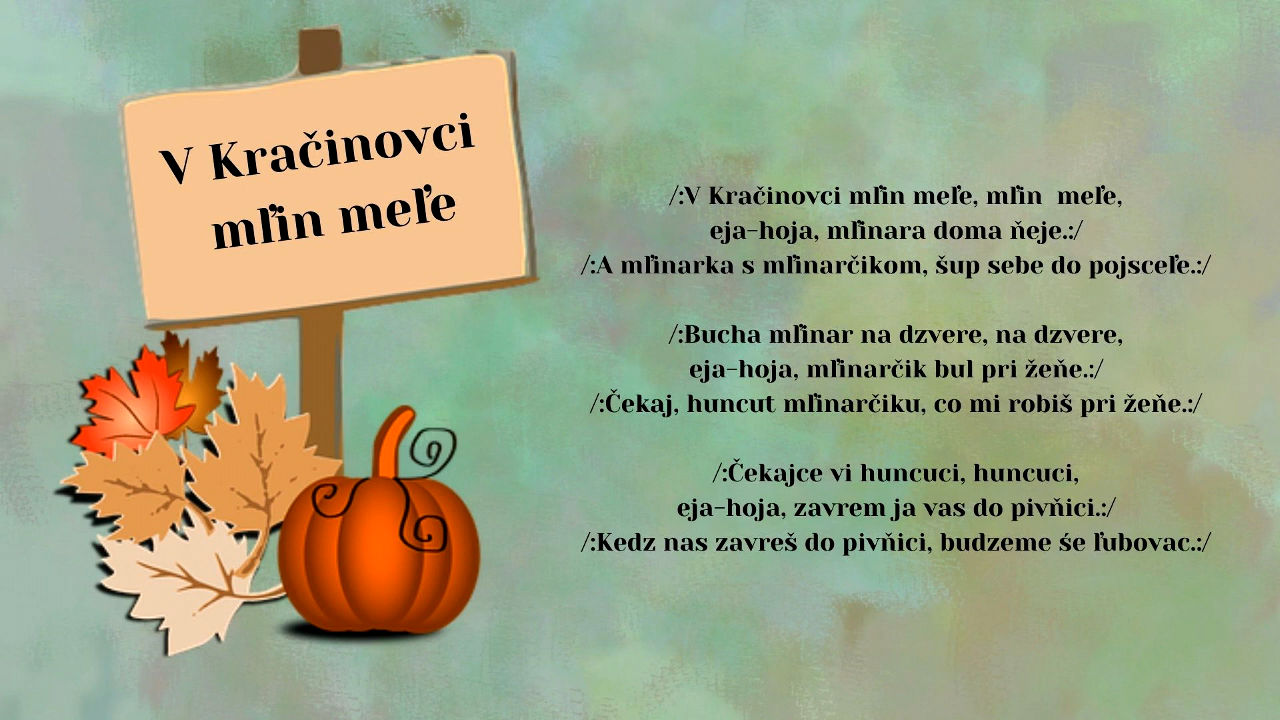 V Kračinovci
mľin meľe
/:V Kračinovci mľin meľe, mľin meľe,
eja-hoja, mľinara doma ňeje.:/
/:A mľinarka s mľinarčikom, šup sebe do pojsceľe.:/
/:Bucha mľinar na dzvere, na dzvere,
eja-hoja, mľinarčik bul pri žeňe.:/
/:Čekaj, huncut mľinarčiku, co mi robiš pri žeňe.:/
/:Čekajce vi huncuci, huncuci,
eja-hoja, zavrem ja vas do pivňici.:/
/:Kedz nas zavreš do pivňici, budzeme śe ľubovac.:/